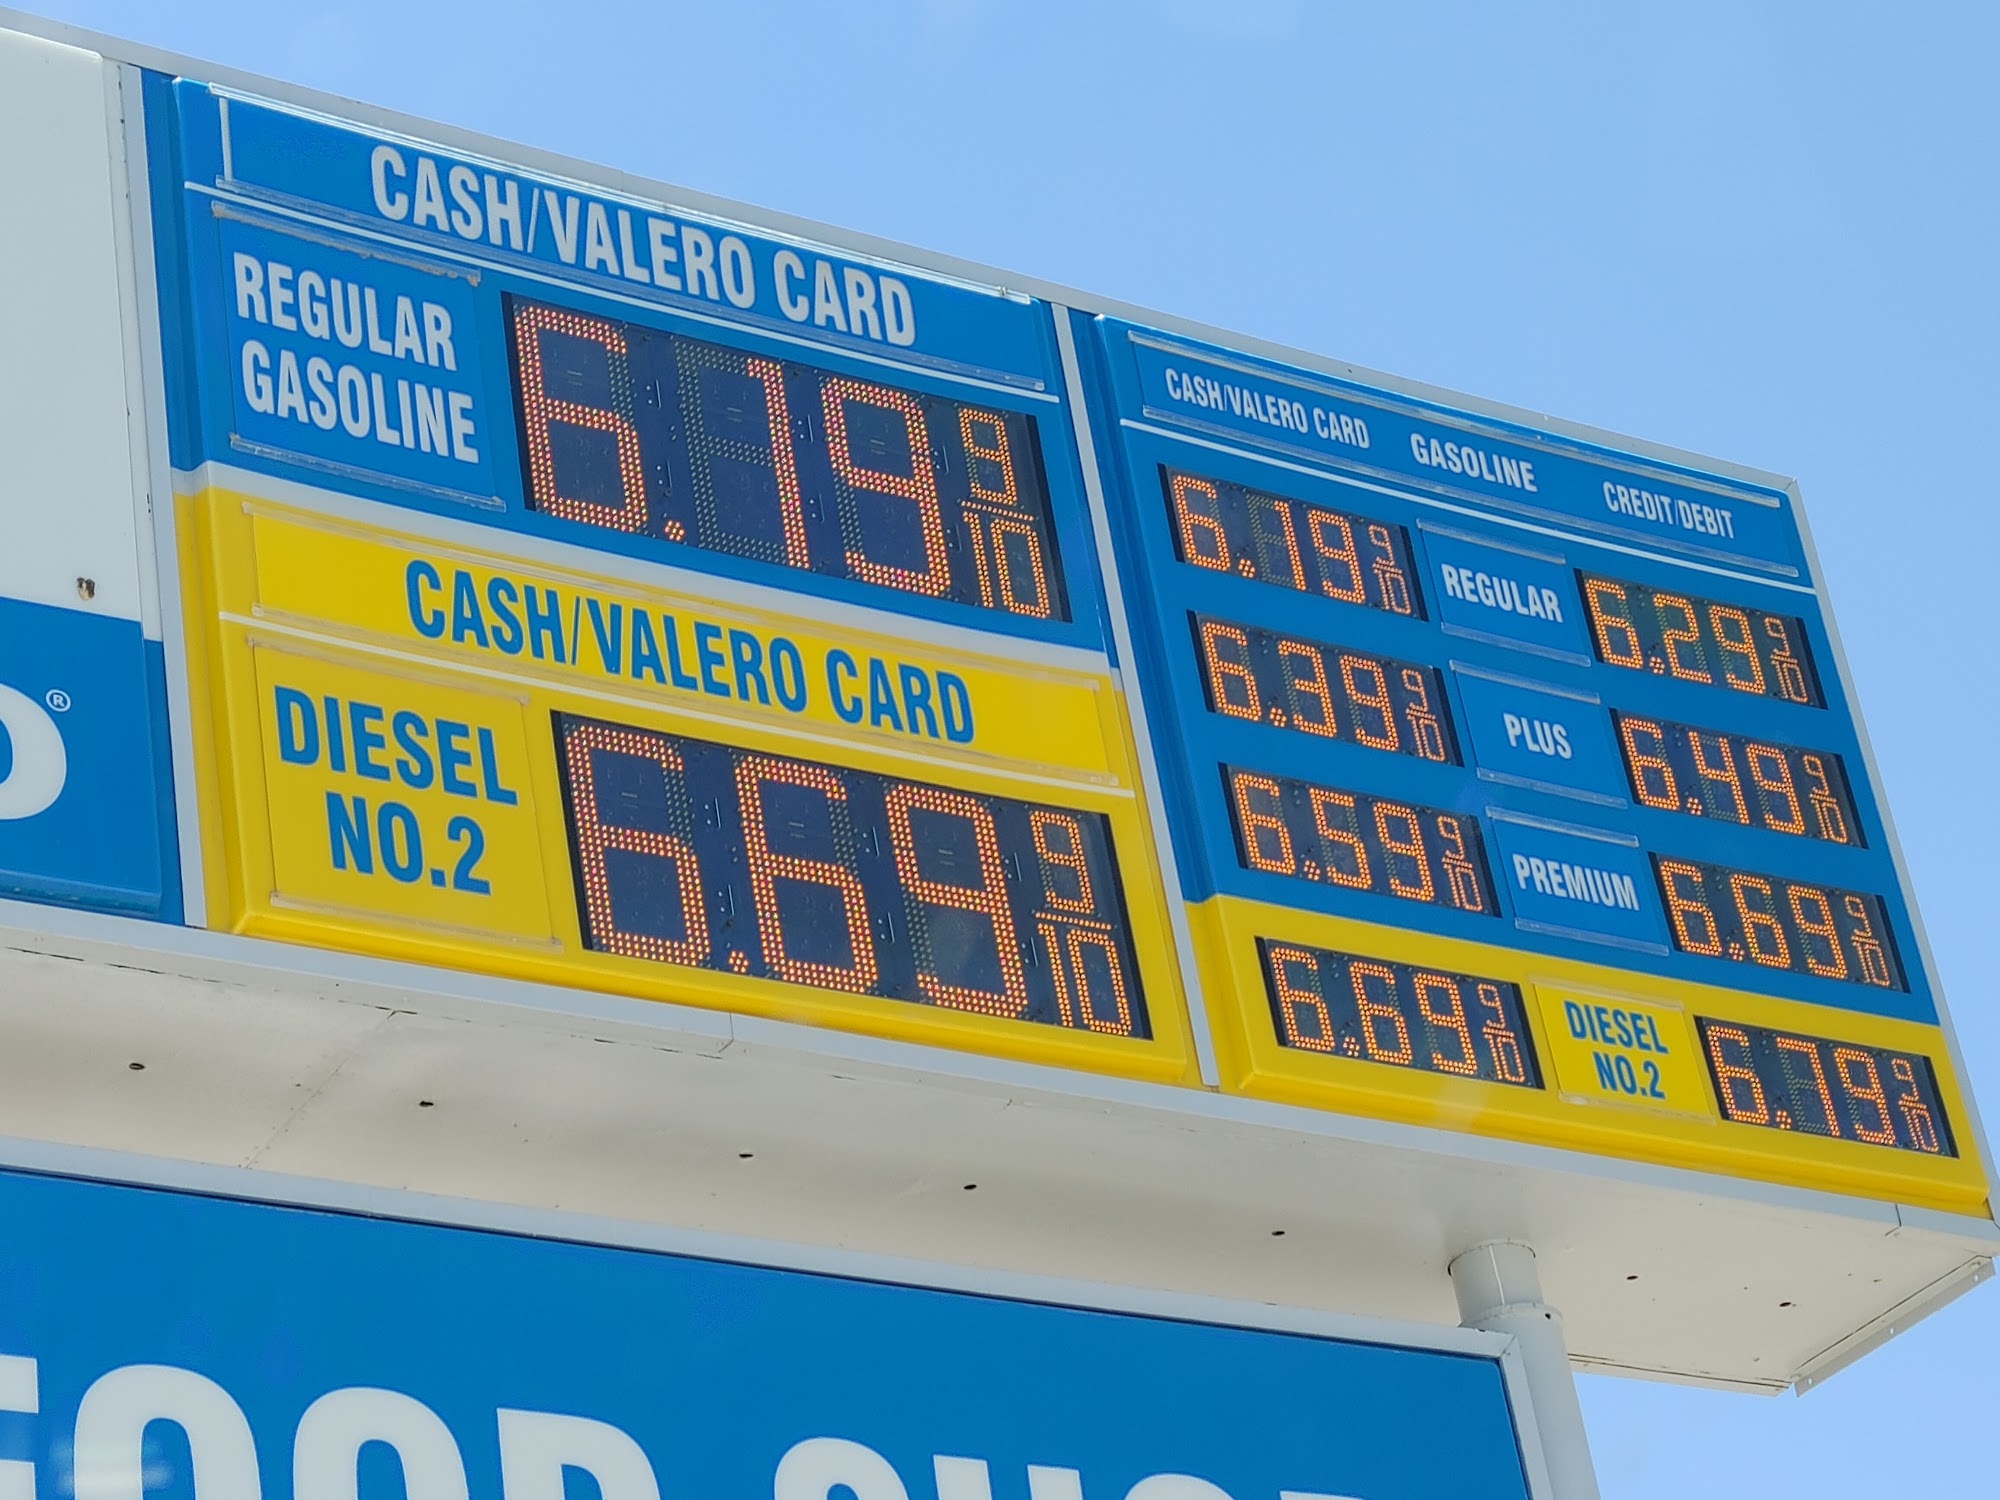 CASH/VALERO CARD
REGULAR
GASOLINE
6.19 9/10
CASH/VALERO CARD
DIESEL
NO.2
6.69 9/10
CASH/VALERO CARD GASOLINE CREDIT/DEBIT
6.19 9/10 REGULAR 6.29 9/10
6.39 9/10 PLUS 6.49 9/10
6.59 9/10 PREMIUM 6.69 9/10
6.69 9/10 DIESEL NO.2 6.79 9/10
®
FOOD SHOP